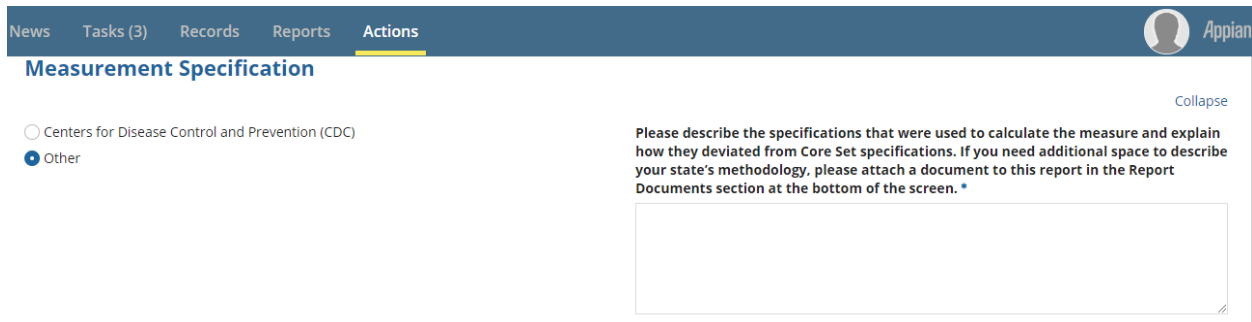 News Tasks (3) Records Reports Actions Appian
Measurement Specification
Collapse
Centers for Disease Control and Prevention (CDC)
Other
Please describe the specifications that were used to calculate the measure and explain
how they deviated from Core Set specifications. If you need additional space to describe
your state's methodology, please attach a document to this report in the Report
Documents section at the bottom of the screen. *